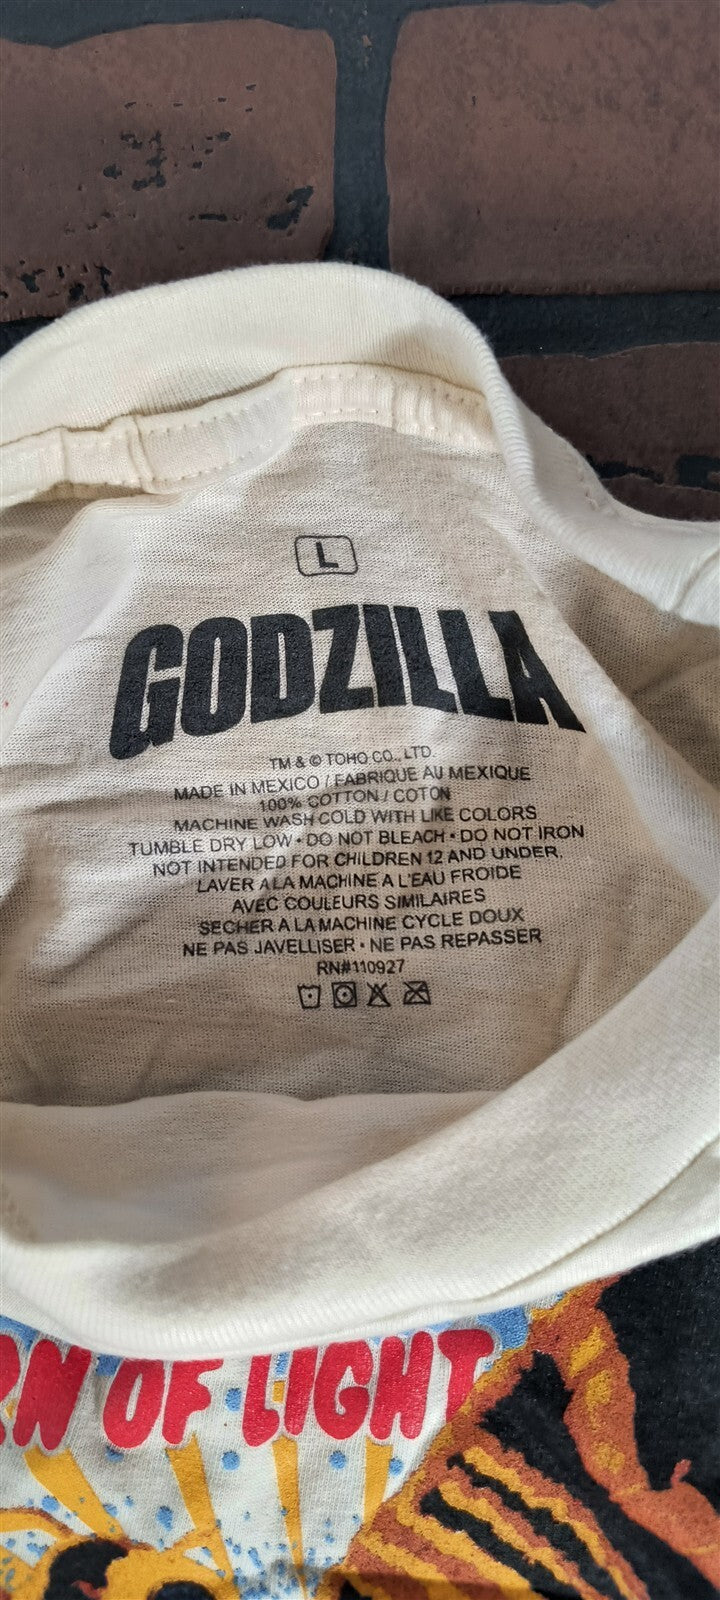 L
GODZILLA
TM & © TOHO CO., LTD.
MADE IN MEXICO / FABRIQUE AU MEXIQUE
100% COTTON / COTON
MACHINE WASH COLD WITH LIKE COLORS
TUMBLE DRY LOW • DO NOT BLEACH • DO NOT IRON
NOT INTENDED FOR CHILDREN 12 AND UNDER.
LAVER A LA MACHINE A L'EAU FROIDE
AVEC COULEURS SIMILAIRES
SECHER A LA MACHINE CYCLE DOUX
NE PAS JAVELLISER • NE PAS REPASSER
RN#110927
OF LIGHT